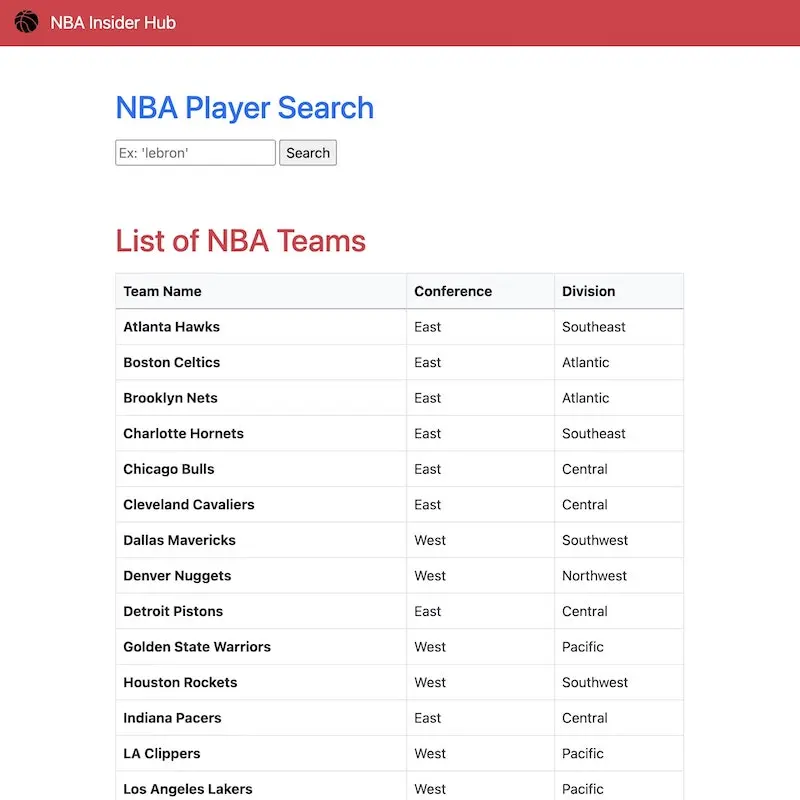 NBA Insider Hub
NBA Player Search
Ex: 'lebron' Search
List of NBA Teams
Team Name Conference Division
Atlanta Hawks East Southeast
Boston Celtics East Atlantic
Brooklyn Nets East Atlantic
Charlotte Hornets East Southeast
Chicago Bulls East Central
Cleveland Cavaliers East Central
Dallas Mavericks West Southwest
Denver Nuggets West Northwest
Detroit Pistons East Central
Golden State Warriors West Pacific
Houston Rockets West Southwest
Indiana Pacers East Central
LA Clippers West Pacific
Los Angeles Lakers West Pacific